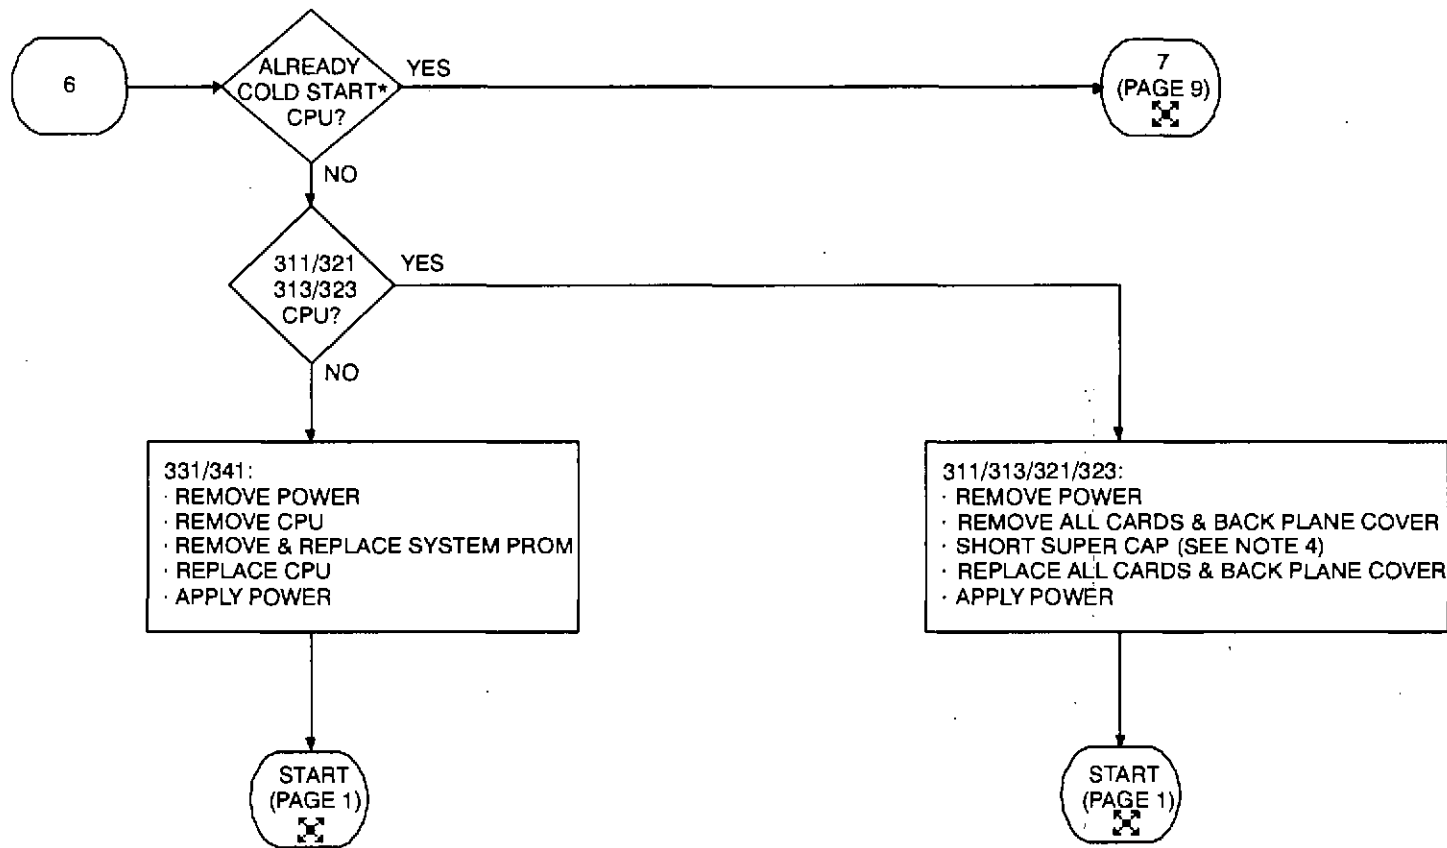 6
ALREADY
COLD START*
CPU?
YES
7
(PAGE 9)
NO
311/321
313/323
CPU?
YES
NO
331/341:
· REMOVE POWER
· REMOVE CPU
· REMOVE & REPLACE SYSTEM PROM
· REPLACE CPU
· APPLY POWER
311/313/321/323:
· REMOVE POWER
· REMOVE ALL CARDS & BACK PLANE COVER
· SHORT SUPER CAP (SEE NOTE 4)
· REPLACE ALL CARDS & BACK PLANE COVER
· APPLY POWER
START
(PAGE 1)
START
(PAGE 1)